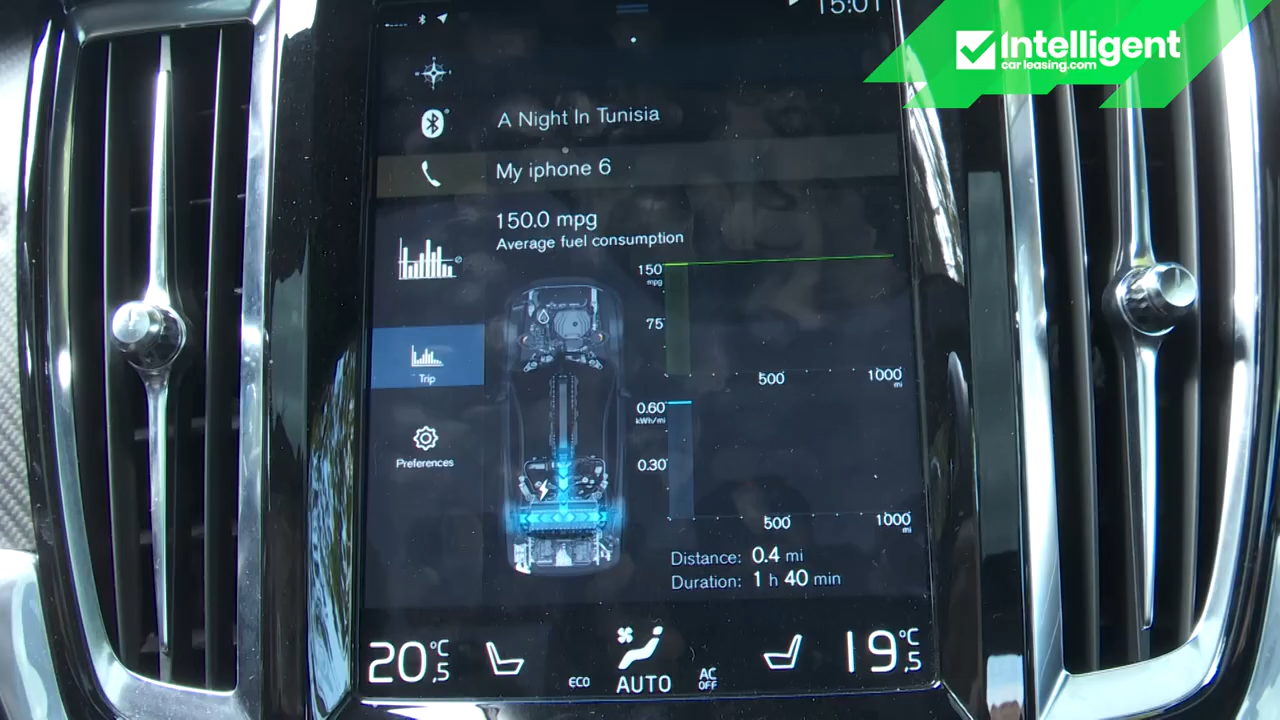 15:01
Intelligent
car leasing.com
A Night In Tunisia
My iphone 6
150.0 mpg
Average fuel consumption
150
mpg
75
500
1000
mi
Trip
0.60
kWh/mi
Preferences
0.30
500
1000
mi
Distance: 0.4 mi
Duration: 1 h 40 min
20,5 °C
ECO
AUTO
AC
OFF
19,5 °C